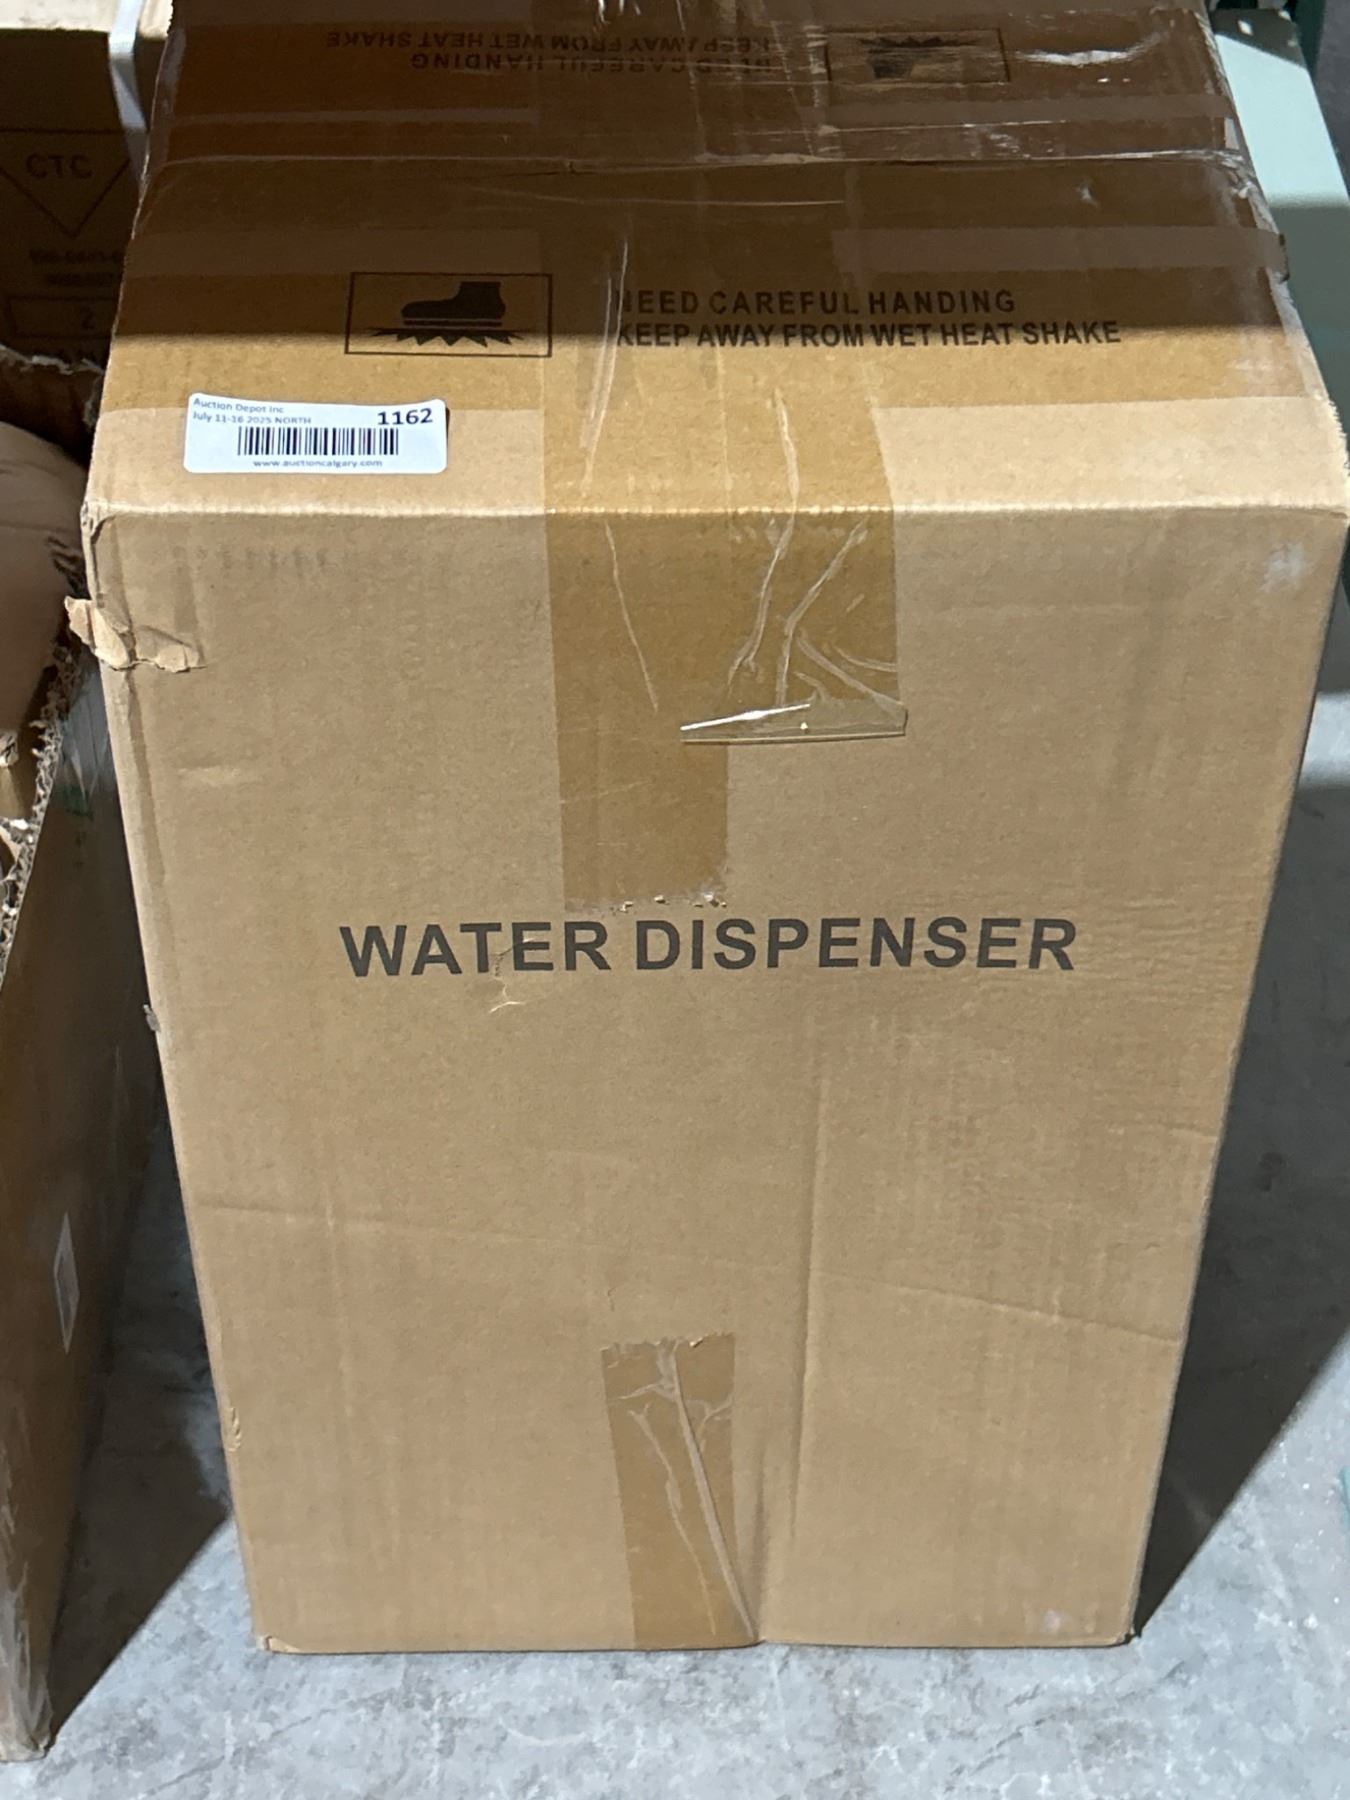 KEEP AWAY FROM WET HEAT SHAKE
NEED CAREFUL HANDING
CTC
2
NEED CAREFUL HANDING
KEEP AWAY FROM WET HEAT SHAKE
Auction Depot Inc
July 11-16 2025 NORTH
1162
www.auctioncalgary.com
WATER DISPENSER